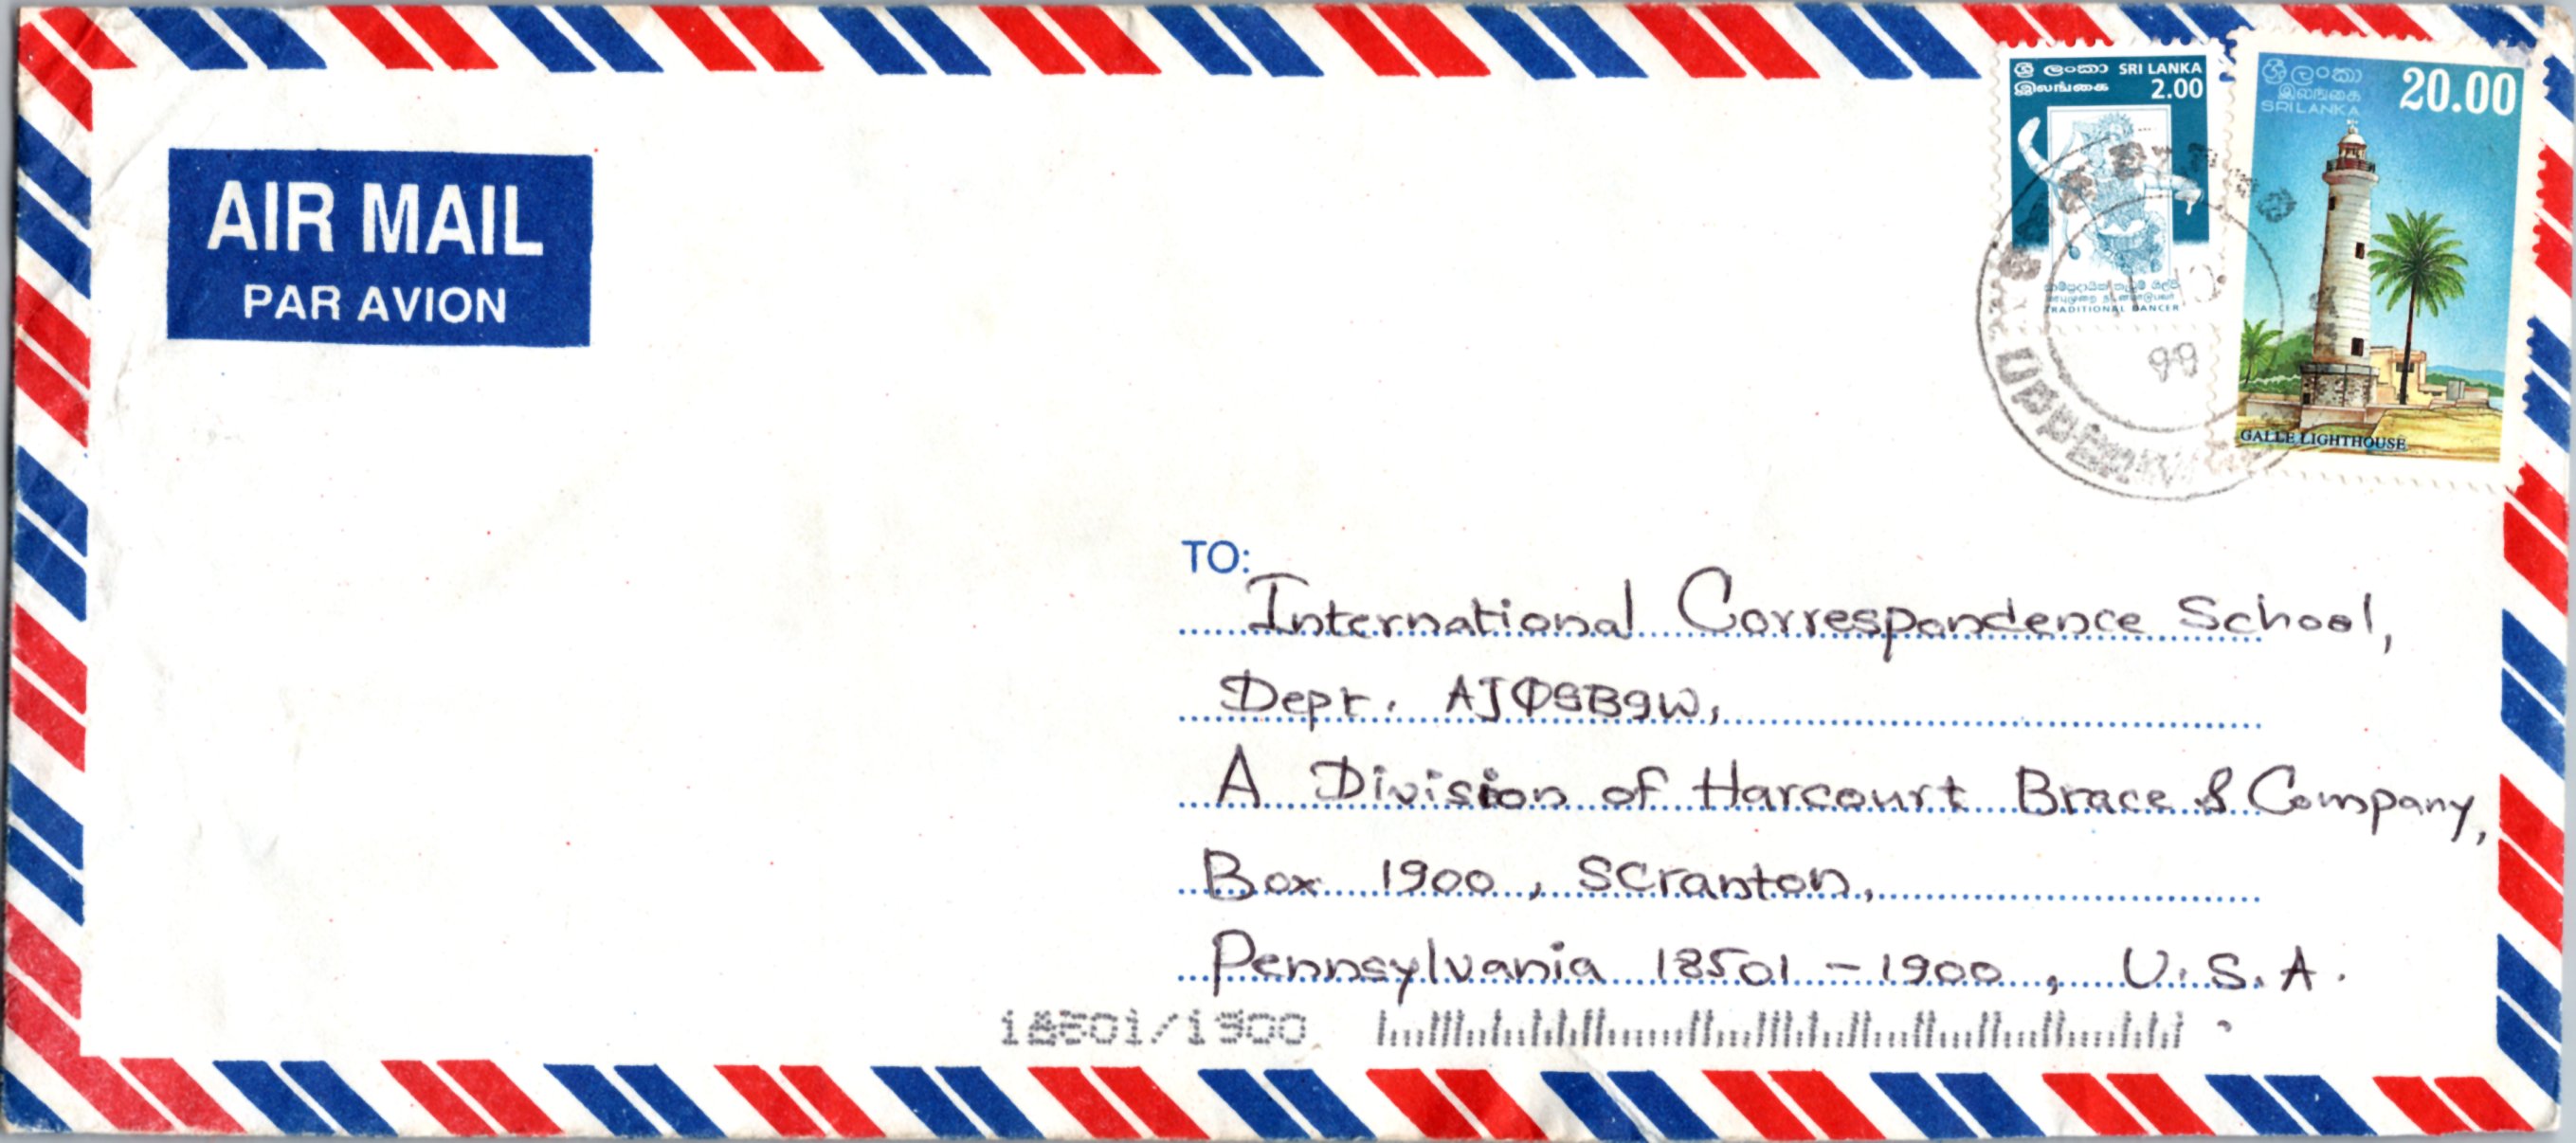 AIR MAIL
PAR AVION
ශ්‍රී ලංකා SRI LANKA
இலங்கை 2.00
TRADITIONAL DANCER
ශ්‍රී ලංකා
இலங்கை
SRI LANKA
20.00
GALLE LIGHTHOUSE
99
TO:
International Correspondence School,
Dept. AJØSB9W,
A Division of Harcourt Brace & Company,
Box 1900, Scranton,
Pennsylvania 18501-1900, U.S.A.
18501/1900